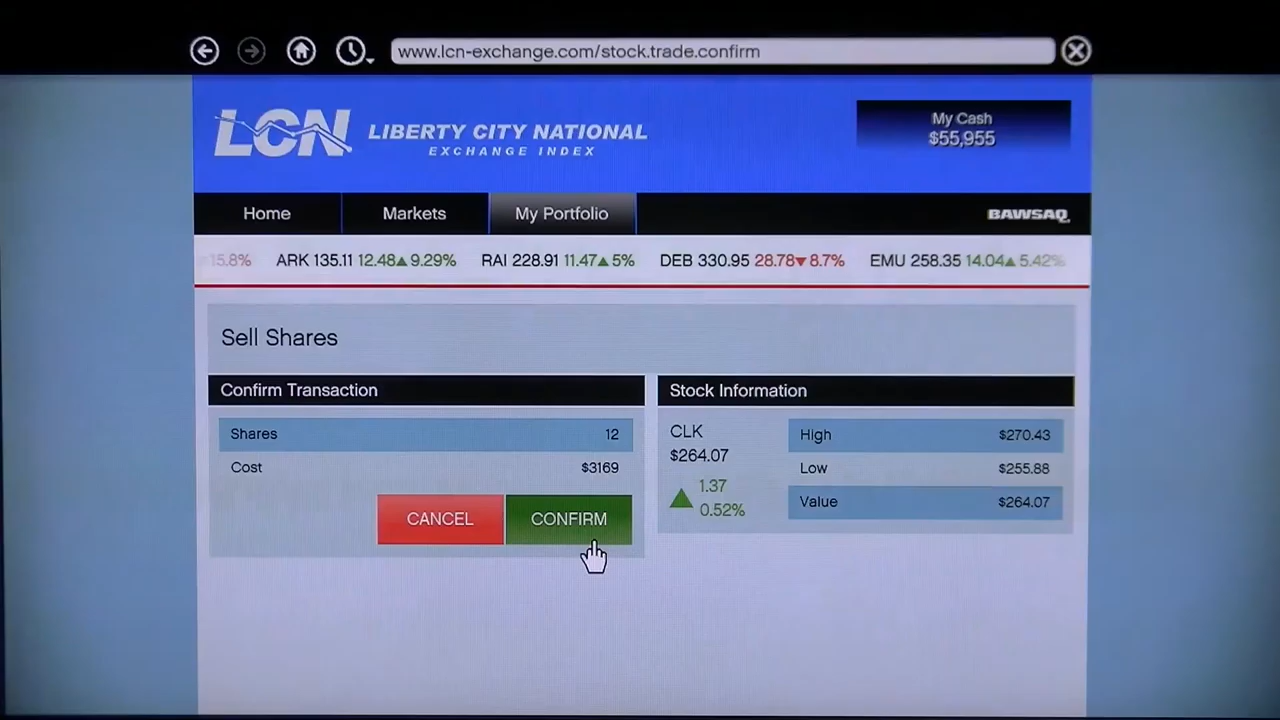 www.lcn-exchange.com/stock.trade.confirm
LCN LIBERTY CITY NATIONAL
EXCHANGE INDEX
My Cash
$55,955
Home Markets My Portfolio BAWSAQ
15.8% ARK 135.11 12.48▲9.29% RAI 228.91 11.47▲5% DEB 330.95 28.78▼8.7% EMU 258.35 14.04▲5.42%
Sell Shares
Confirm Transaction
Shares 12
Cost $3169
CANCEL CONFIRM
Stock Information
CLK
$264.07
▲ 1.37
0.52%
High $270.43
Low $255.88
Value $264.07